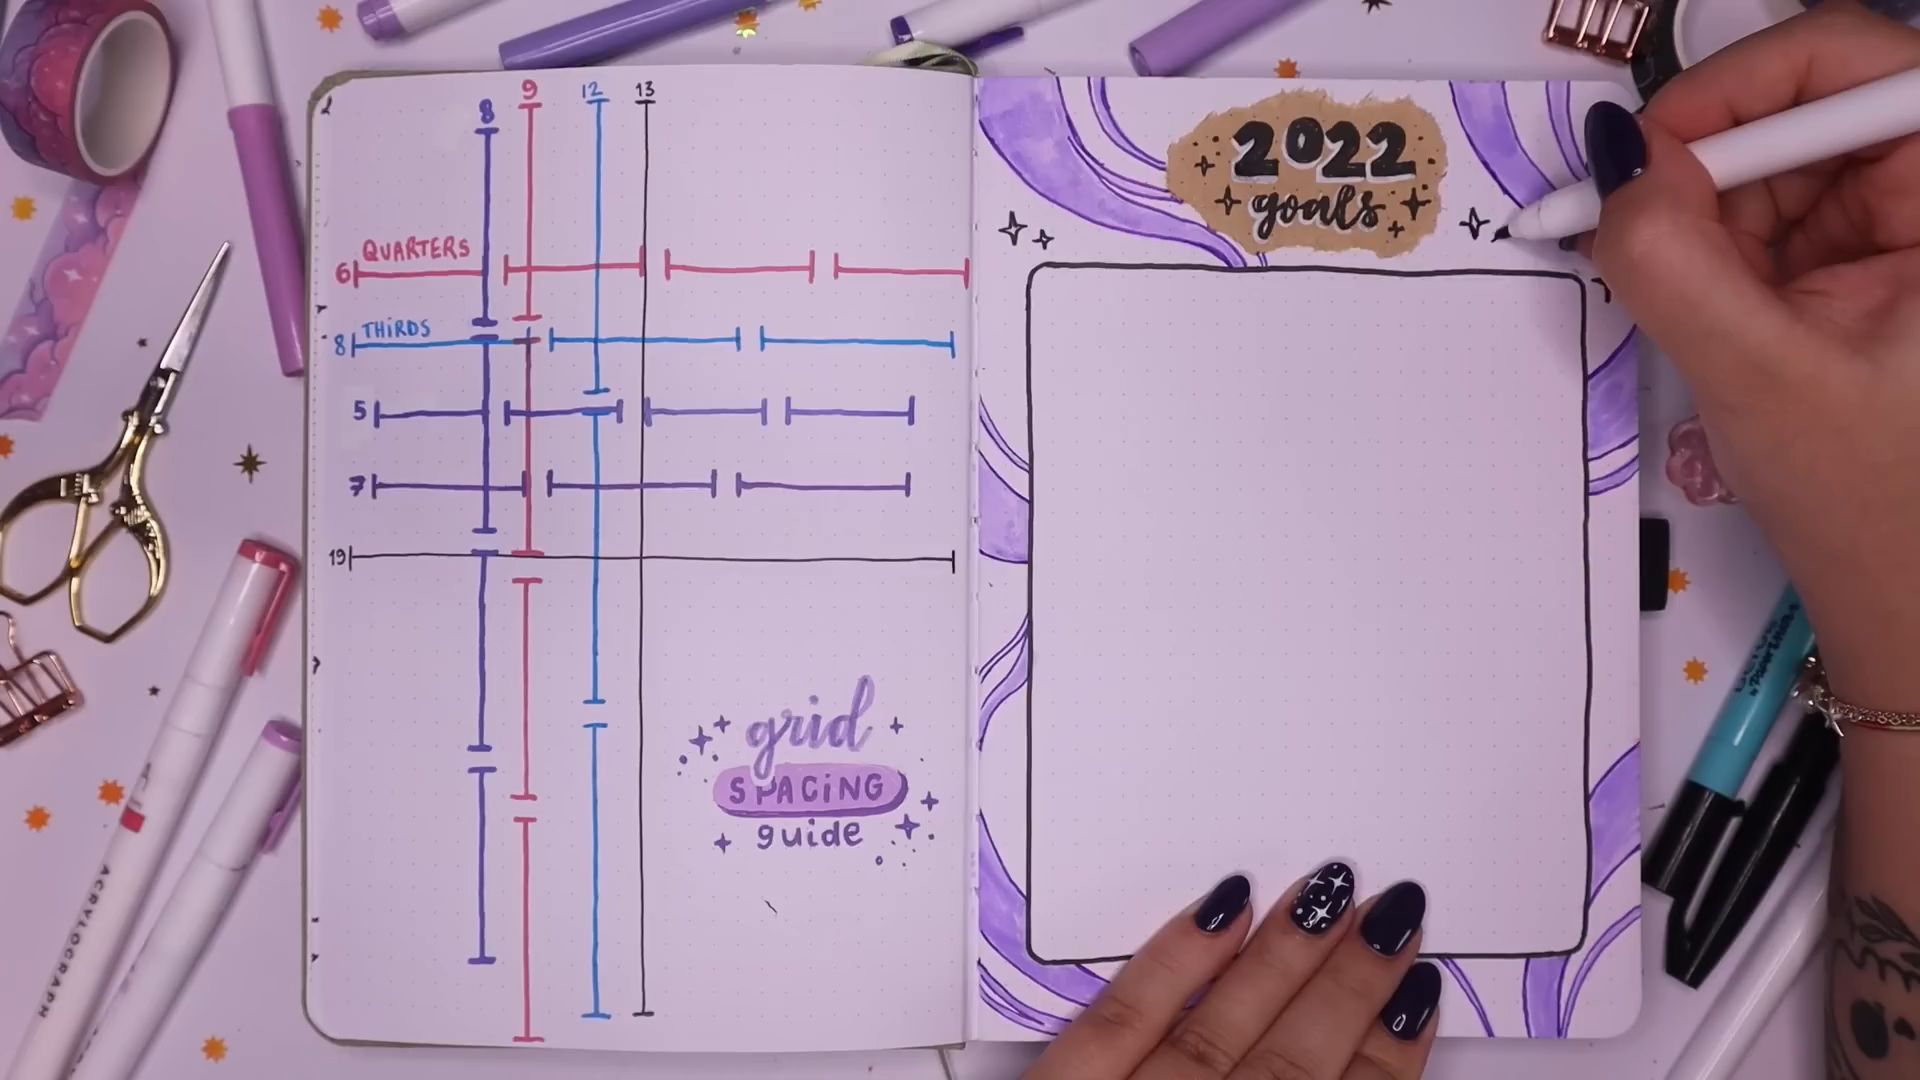 8
9
12
13
QUARTERS
6
THIRDS
8
5
7
19
grid
SPACING
guide
2022
goals
ACRYLOGRAPH